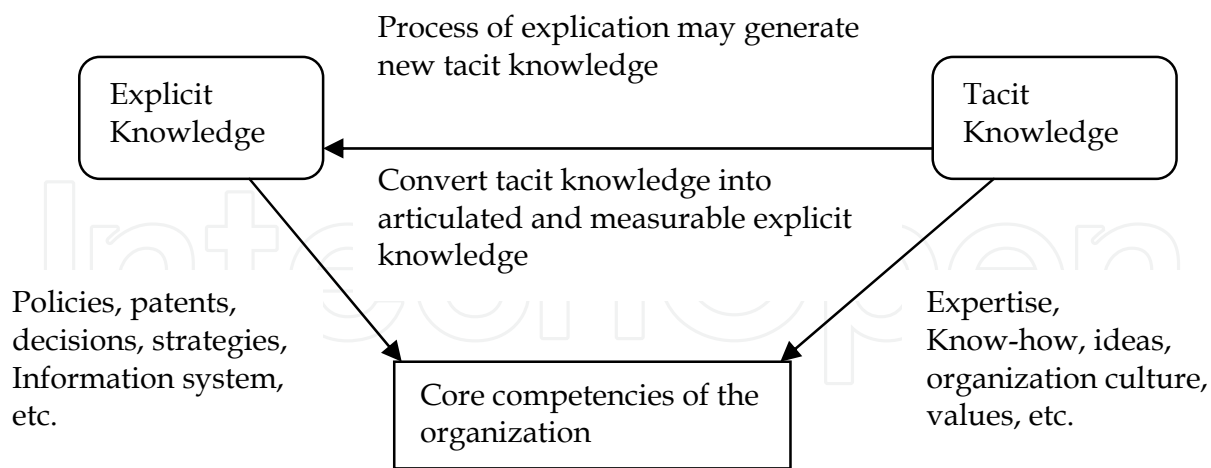 Process of explication may generate
new tacit knowledge
Explicit
Knowledge
Tacit
Knowledge
Convert tacit knowledge into
articulated and measurable explicit
knowledge
Policies, patents,
decisions, strategies,
Information system,
etc.
Expertise,
Know-how, ideas,
organization culture,
values, etc.
Core competencies of the
organization
IntechOpen